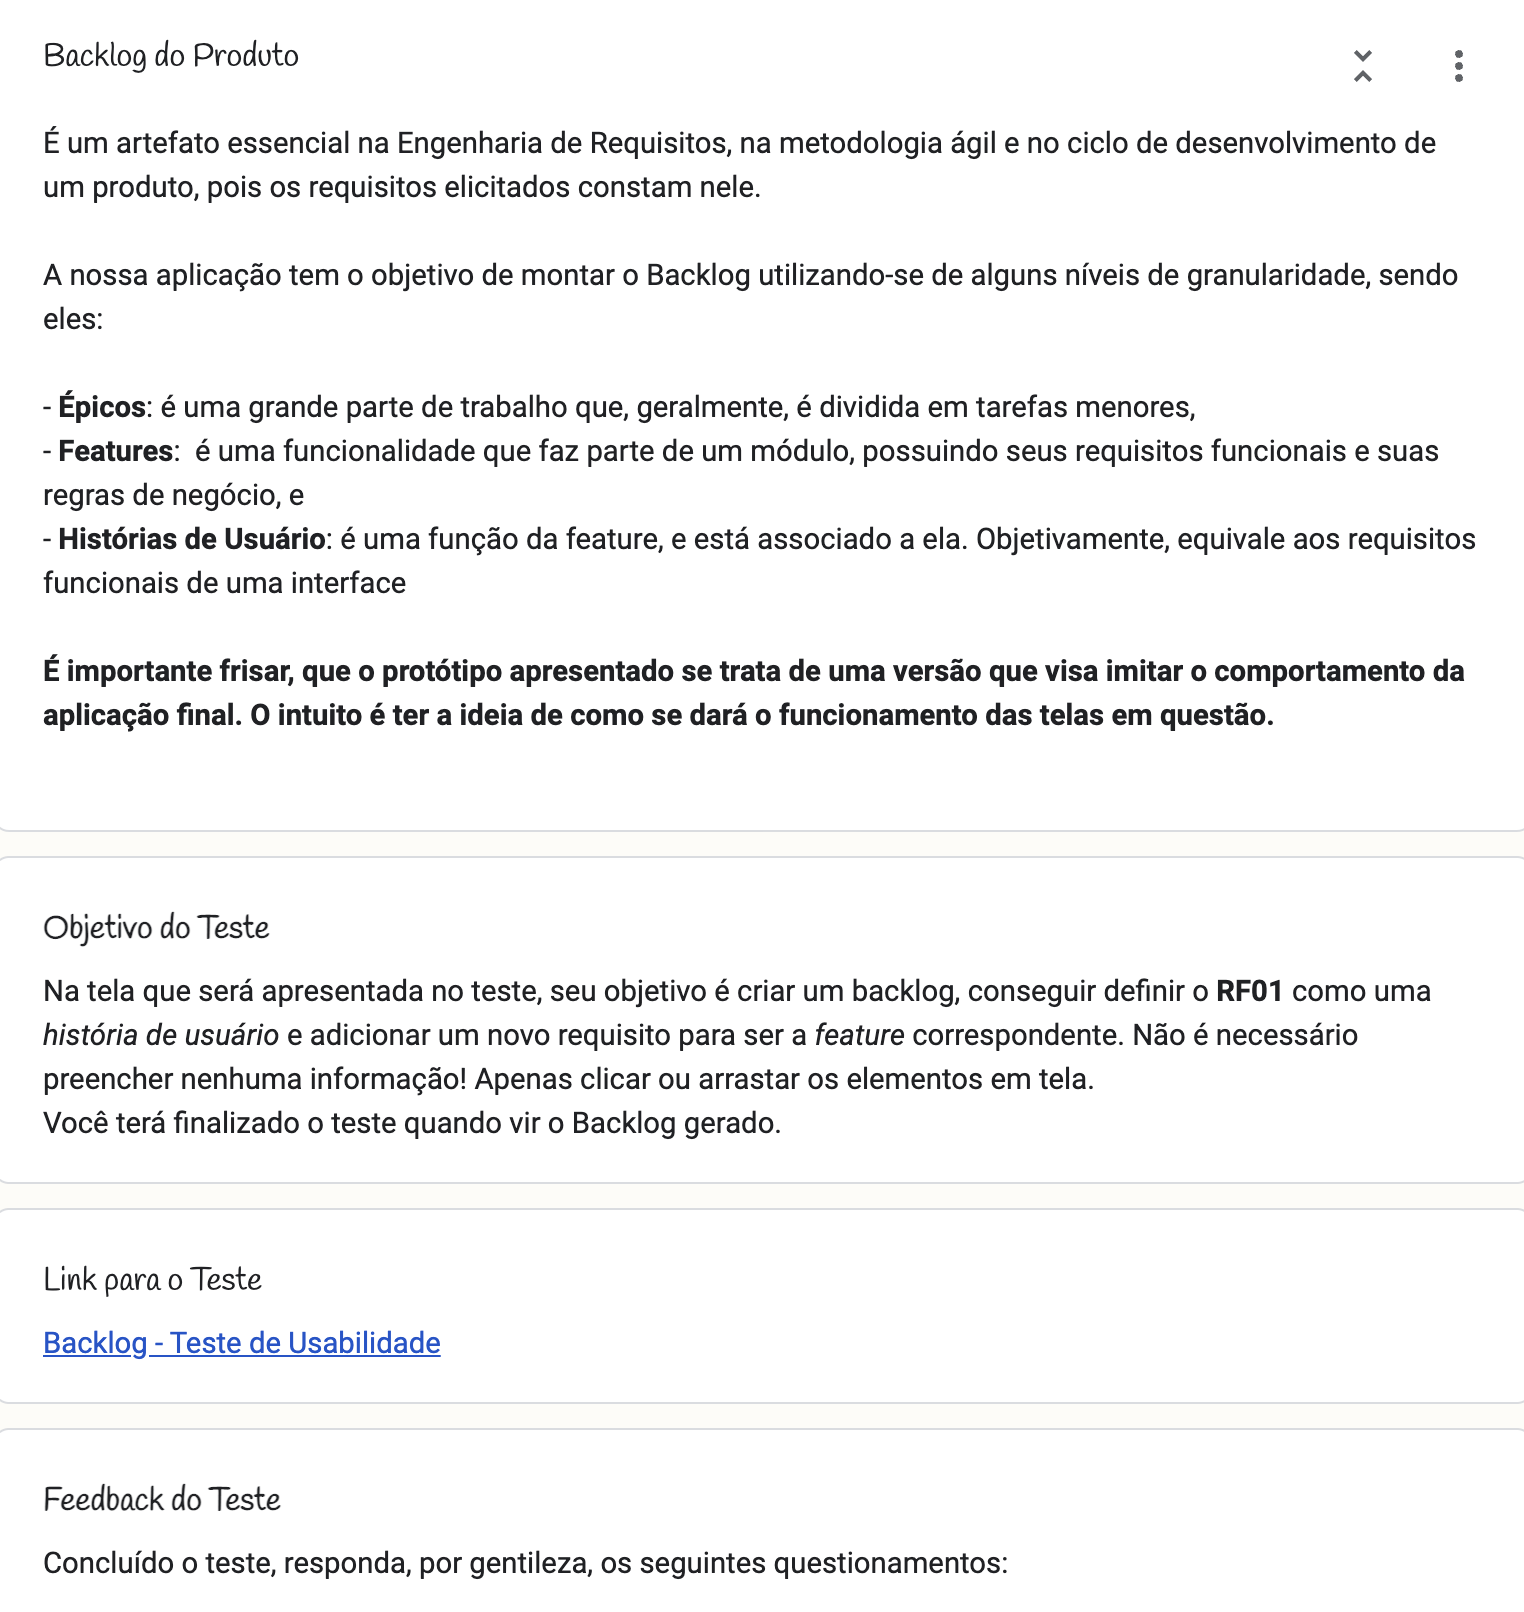 Backlog do Produto
É um artefato essencial na Engenharia de Requisitos, na metodologia ágil e no ciclo de desenvolvimento de
um produto, pois os requisitos elicitados constam nele.
A nossa aplicação tem o objetivo de montar o Backlog utilizando-se de alguns níveis de granularidade, sendo
eles:
- Épicos: é uma grande parte de trabalho que, geralmente, é dividida em tarefas menores,
- Features:  é uma funcionalidade que faz parte de um módulo, possuindo seus requisitos funcionais e suas
regras de negócio, e
- Histórias de Usuário: é uma função da feature, e está associado a ela. Objetivamente, equivale aos requisitos
funcionais de uma interface
É importante frisar, que o protótipo apresentado se trata de uma versão que visa imitar o comportamento da
aplicação final. O intuito é ter a ideia de como se dará o funcionamento das telas em questão.
Objetivo do Teste
Na tela que será apresentada no teste, seu objetivo é criar um backlog, conseguir definir o RF01 como uma
história de usuário e adicionar um novo requisito para ser a feature correspondente. Não é necessário
preencher nenhuma informação! Apenas clicar ou arrastar os elementos em tela.
Você terá finalizado o teste quando vir o Backlog gerado.
Link para o Teste
Backlog - Teste de Usabilidade
Feedback do Teste
Concluído o teste, responda, por gentileza, os seguintes questionamentos: